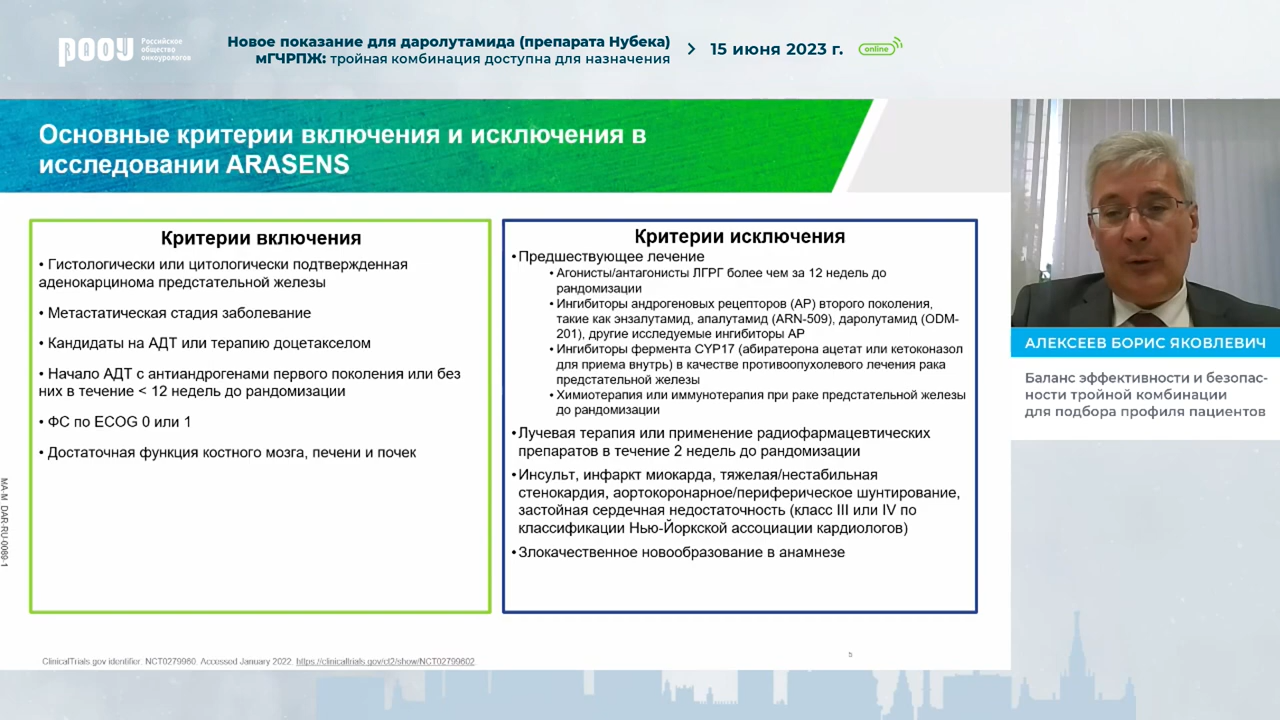 РООУ
RAOU
Российское
общество
онкоурологов
Новое показание для даролутамида (препарата Нубека)
мГЧРПЖ: тройная комбинация доступна для назначения
15 июня 2023 г.
online
Основные критерии включения и исключения в
исследовании ARASENS
Критерии включения
• Гистологически или цитологически подтвержденная
аденокарцинома предстательной железы
• Метастатическая стадия заболевание
• Кандидаты на АДТ или терапию доцетакселом
• Начало АДТ с антиандрогенами первого поколения или без
них в течение < 12 недель до рандомизации
• ФС по ECOG 0 или 1
• Достаточная функция костного мозга, печени и почек
Критерии исключения
• Предшествующее лечение
• Агонисты/антагонисты ЛГРГ более чем за 12 недель до
рандомизации
• Ингибиторы андрогеновых рецепторов (АР) второго поколения,
такие как энзалутамид, апалутамид (ARN-509), даролутамид (ODM-
201), другие исследуемые ингибиторы АР
• Ингибиторы фермента CYP17 (абиратерона ацетат или кетоконазол
для приема внутрь) в качестве противоопухолевого лечения рака
предстательной железы
• Химиотерапия или иммунотерапия при раке предстательной железы
до рандомизации
• Лучевая терапия или применение радиофармацевтических
препаратов в течение 2 недель до рандомизации
• Инсульт, инфаркт миокарда, тяжелая/нестабильная
стенокардия, аортокоронарное/периферическое шунтирование,
застойная сердечная недостаточность (класс III или IV по
классификации Нью-Йоркской ассоциации кардиологов)
• Злокачественное новообразование в анамнезе
MA-M_DAR-RU-0089-1
ClinicalTrials.gov identifier. NCT0279960. Accessed January 2022. https://clinicaltrials.gov/ct2/show/NCT02799602
5
АЛЕКСЕЕВ БОРИС ЯКОВЛЕВИЧ
Баланс эффективности и безопас-
ности тройной комбинации
для подбора профиля пациентов